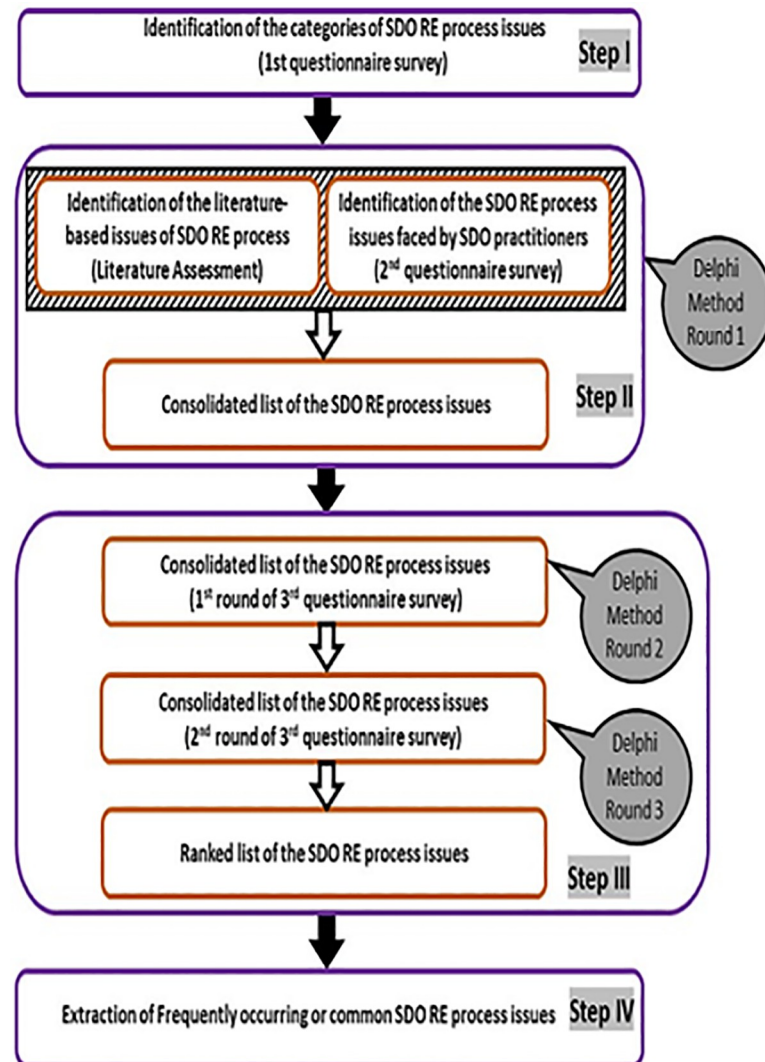 Identification of the categories of SDO RE process issues
(1st questionnaire survey)
Step I
Identification of the literature-
based issues of SDO RE process
(Literature Assessment)
Identification of the SDO RE process
issues faced by SDO practitioners
(2nd questionnaire survey)
Delphi
Method
Round 1
Consolidated list of the SDO RE process issues
Step II
Consolidated list of the SDO RE process issues
(1st round of 3rd questionnaire survey)
Delphi
Method
Round 2
Consolidated list of the SDO RE process issues
(2nd round of 3rd questionnaire survey)
Delphi
Method
Round 3
Ranked list of the SDO RE process issues
Step III
Extraction of Frequently occurring or common SDO RE process issues
Step IV